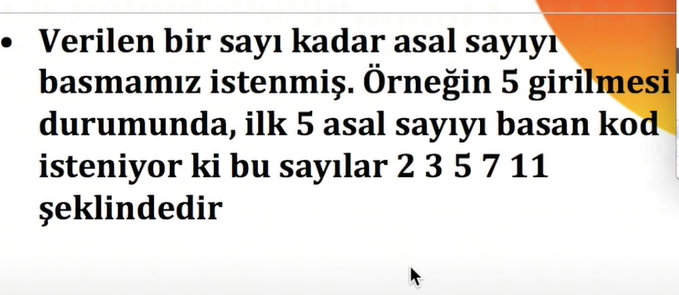 • Verilen bir sayı kadar asal sayıyı
basmamız istenmiş. Örneğin 5 girilmesi
durumunda, ilk 5 asal sayıyı basan kod
isteniyor ki bu sayılar 2 3 5 7 11
şeklindedir